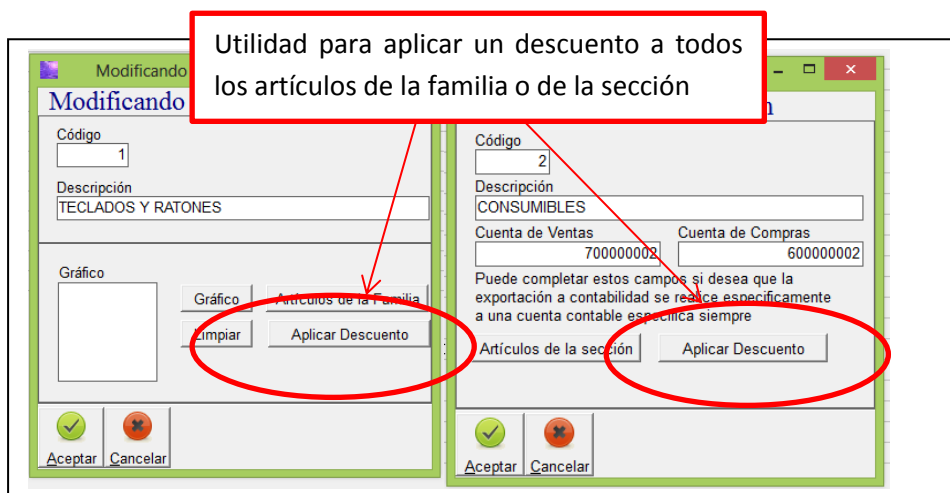 Utilidad para aplicar un descuento a todos
los artículos de la familia o de la sección
Modificando
Modificando
Código
1
Descripción
TECLADOS Y RATONES
Gráfico
Gráfico
Artículos de la Familia
Limpiar
Aplicar Descuento
Aceptar
Cancelar
Código
2
Descripción
CONSUMIBLES
Cuenta de Ventas
Cuenta de Compras
700000002
600000002
Puede completar estos campos si desea que la
exportación a contabilidad se realice especificamente
a una cuenta contable especifica siempre
Artículos de la sección
Aplicar Descuento
Aceptar
Cancelar